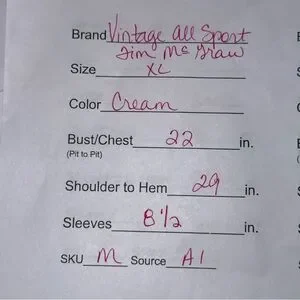 Brand Vintage All Sport
Tim McGraw
Size XL
Color Cream
Bust/Chest 22 in.
(Pit to Pit)
Shoulder to Hem 29 in.
Sleeves 8 1/2 in.
SKU M Source A1